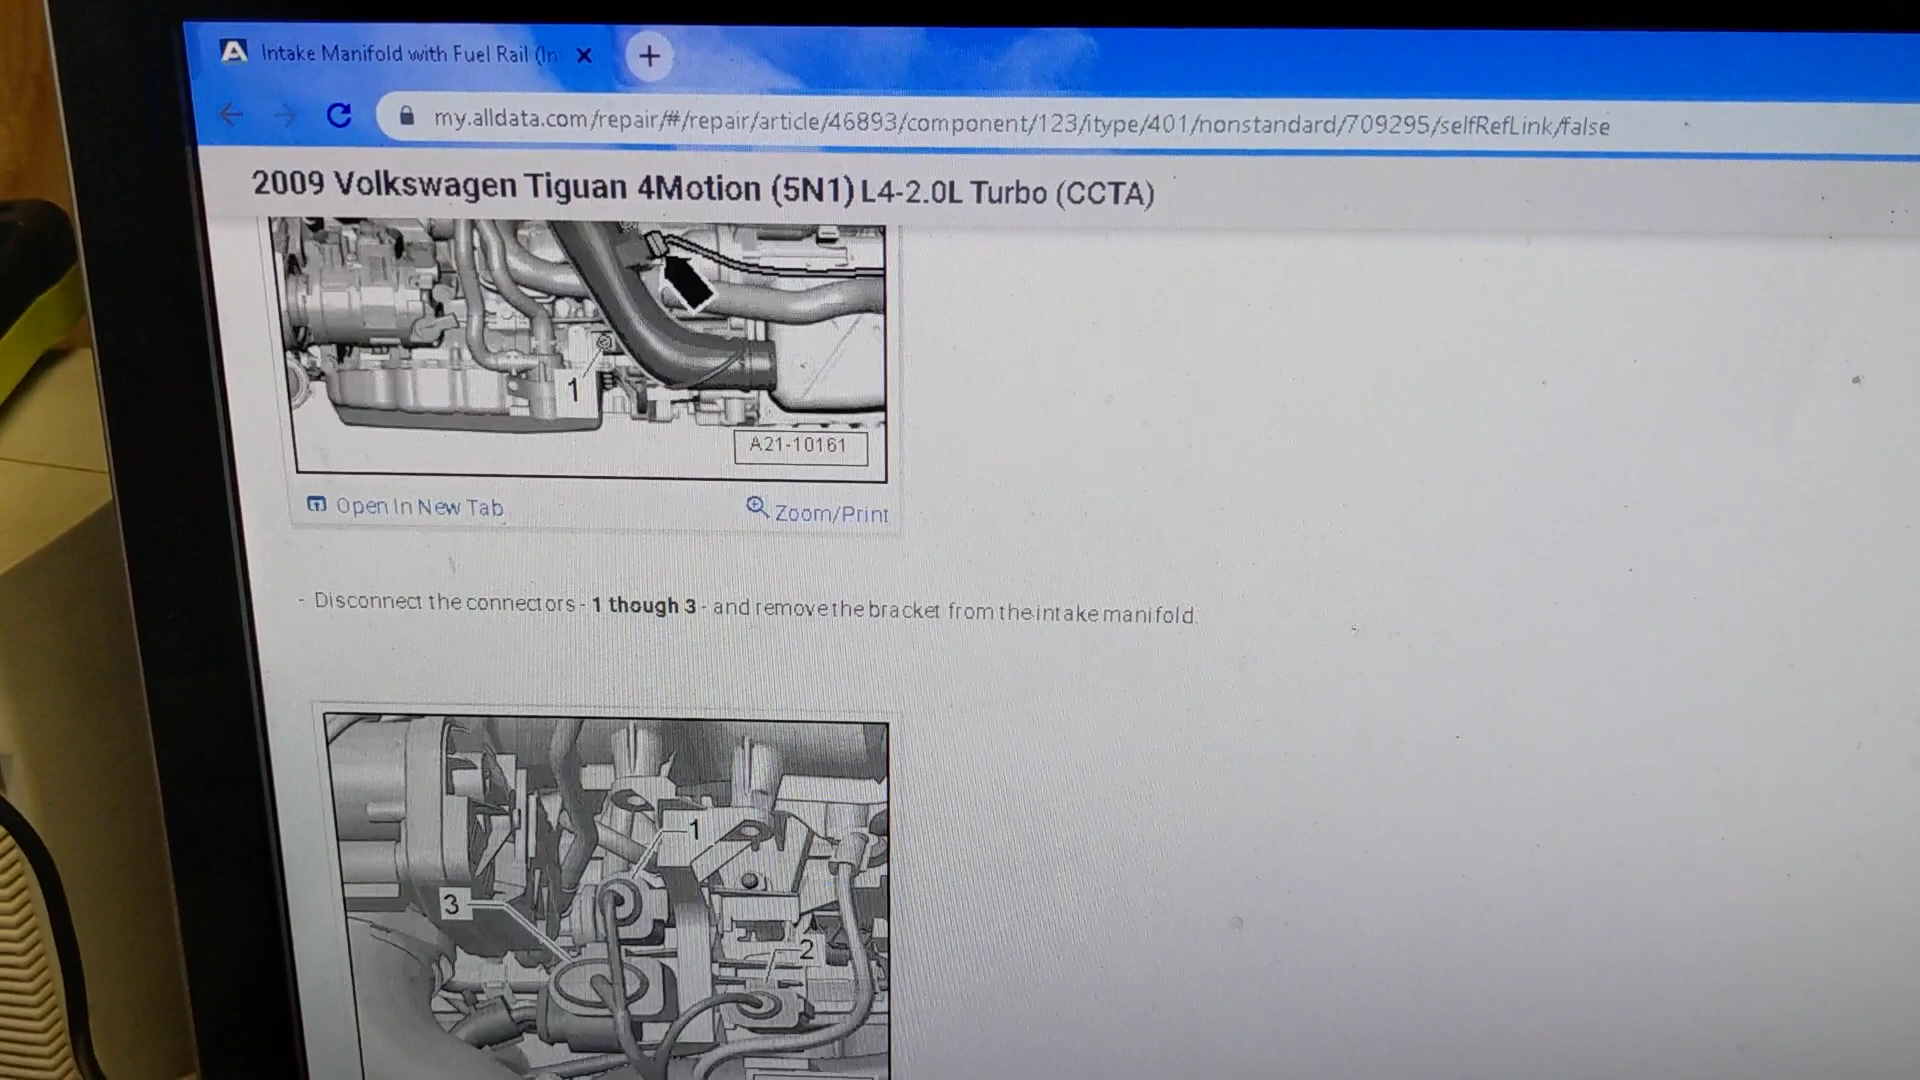 Intake Manifold with Fuel Rail (In
my.alldata.com/repair/#/repair/article/46893/component/123/itype/401/nonstandard/709295/selfRefLink/false
2009 Volkswagen Tiguan 4Motion (5N1) L4-2.0L Turbo (CCTA)
1
A21-10161
Open In New Tab
Zoom/Print
- Disconnect the connectors - 1 though 3 - and remove the bracket from the intake manifold.
1
3
2